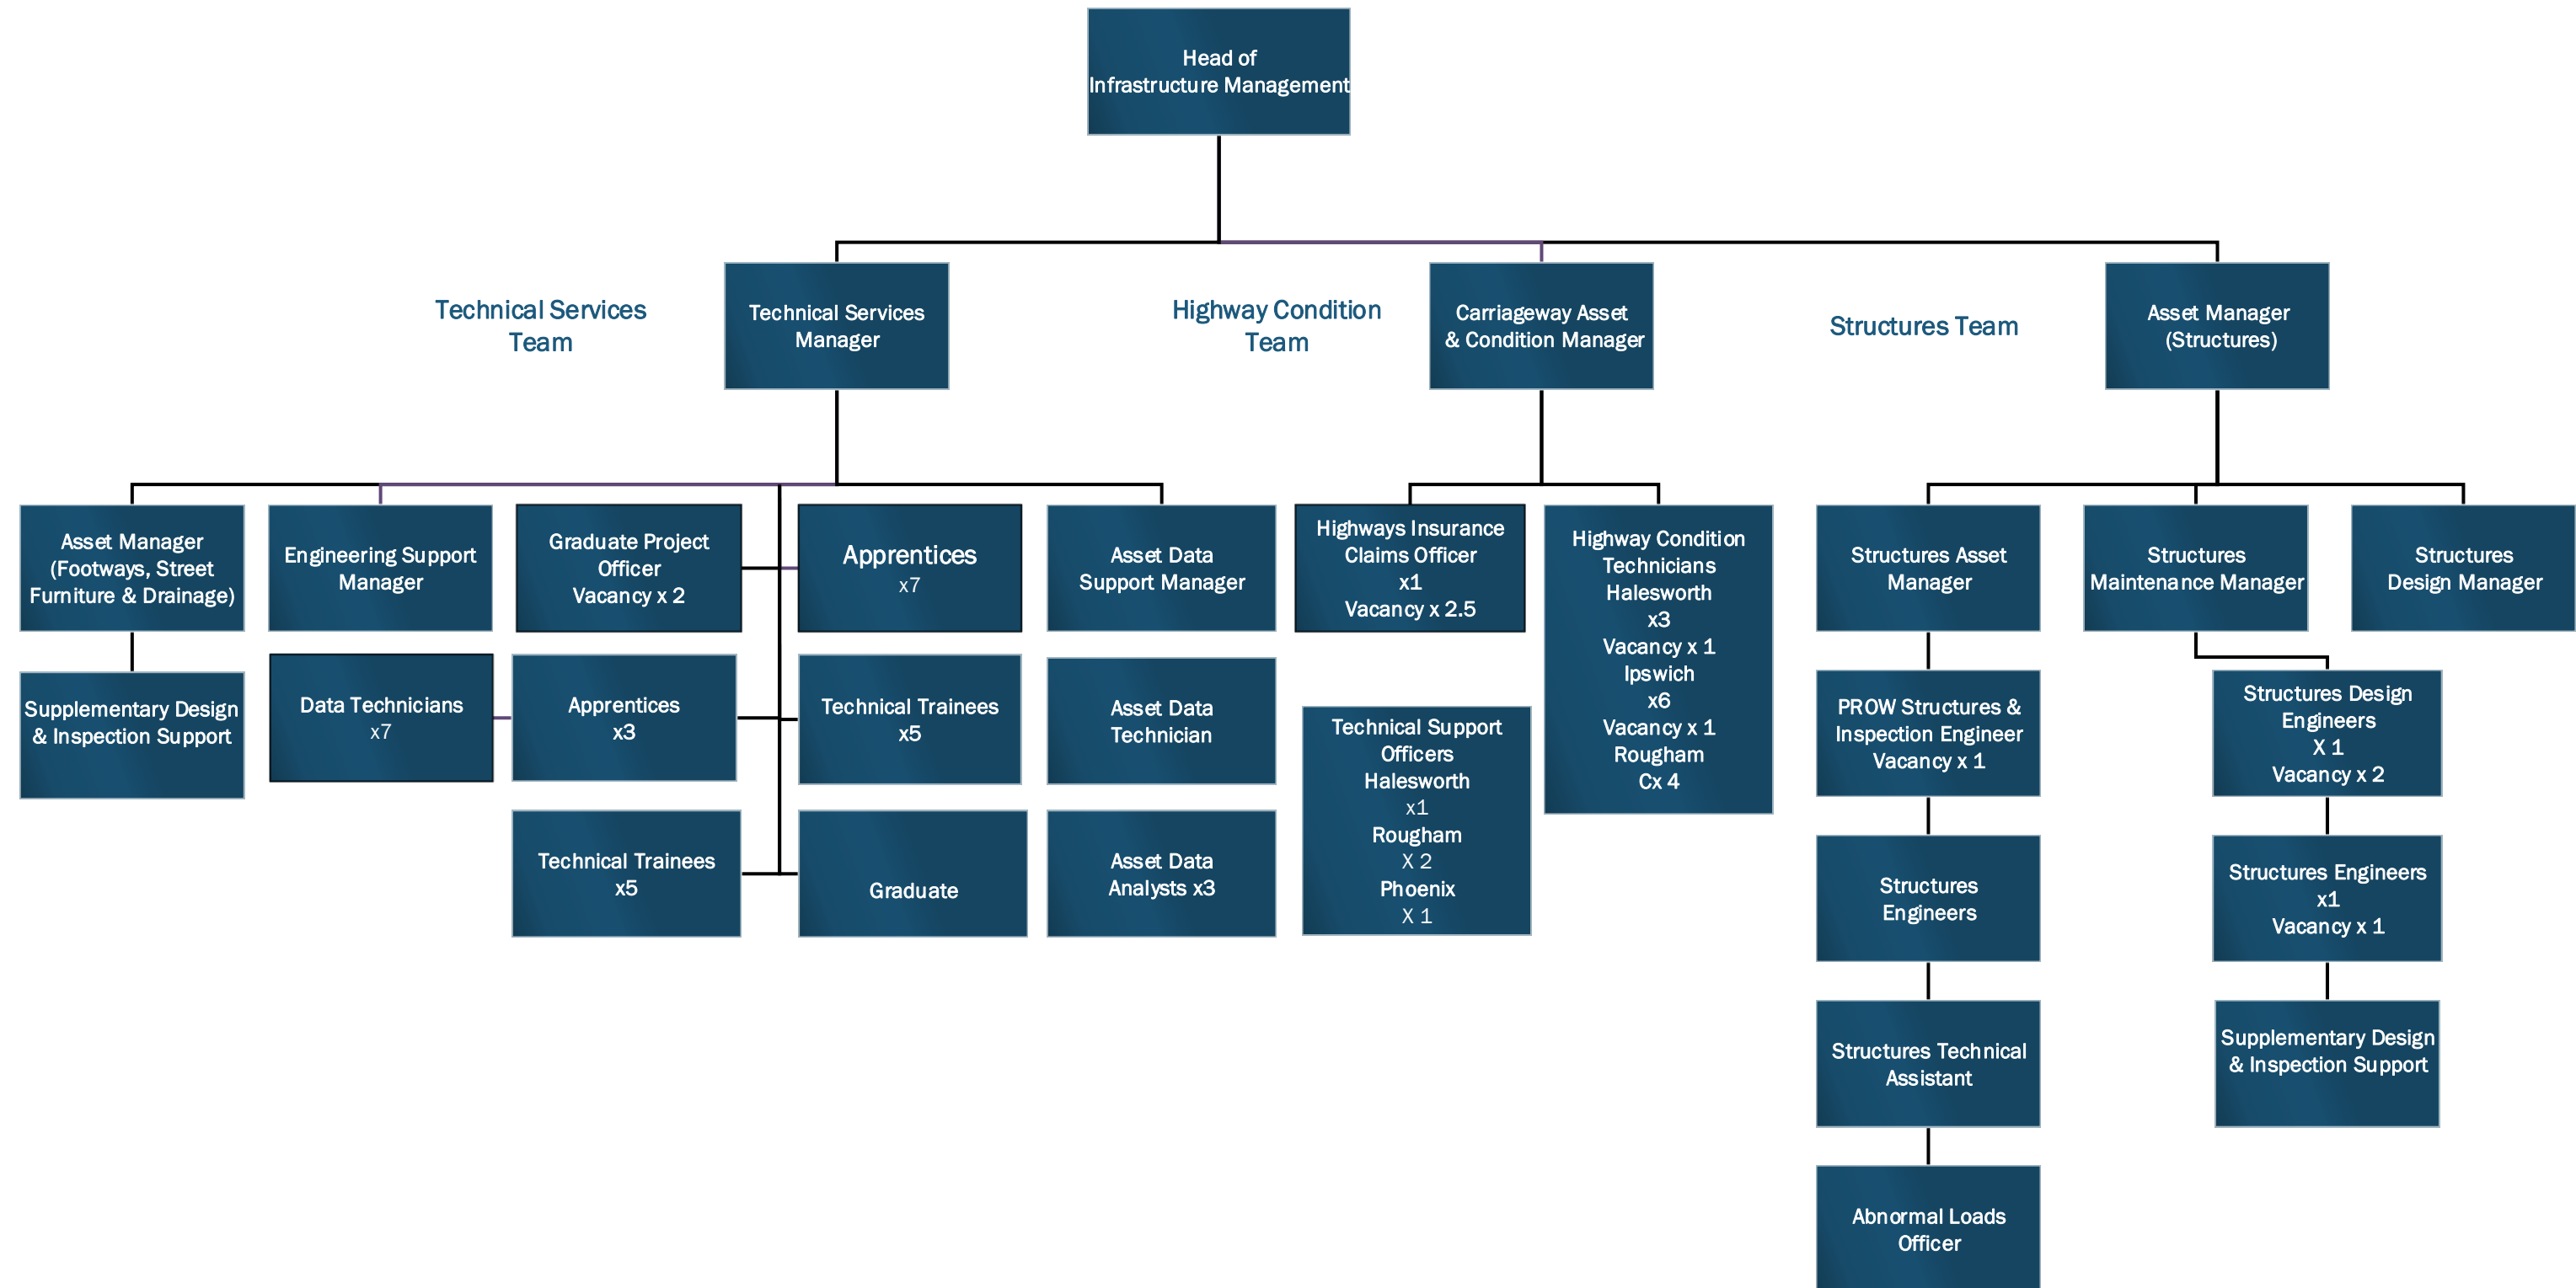 Head of
Infrastructure Management
Technical Services
Team
Technical Services
Manager
Highway Condition
Team
Carriageway Asset
& Condition Manager
Structures Team
Asset Manager
(Structures)
Asset Manager
(Footways, Street
Furniture & Drainage)
Engineering Support
Manager
Graduate Project
Officer
Vacancy x 2
Apprentices
x7
Asset Data
Support Manager
Highways Insurance
Claims Officer
x1
Vacancy x 2.5
Highway Condition
Technicians
Halesworth
x3
Vacancy x 1
Ipswich
x6
Vacancy x 1
Rougham
Cx 4
Structures Asset
Manager
Structures
Maintenance Manager
Structures
Design Manager
Supplementary Design
& Inspection Support
Data Technicians
x7
Apprentices
x3
Technical Trainees
x5
Asset Data
Technician
Technical Support
Officers
Halesworth
x1
Rougham
X 2
Phoenix
X 1
PROW Structures &
Inspection Engineer
Vacancy x 1
Structures Design
Engineers
X 1
Vacancy x 2
Technical Trainees
x5
Graduate
Asset Data
Analysts x3
Structures
Engineers
Structures Engineers
x1
Vacancy x 1
Structures Technical
Assistant
Supplementary Design
& Inspection Support
Abnormal Loads
Officer